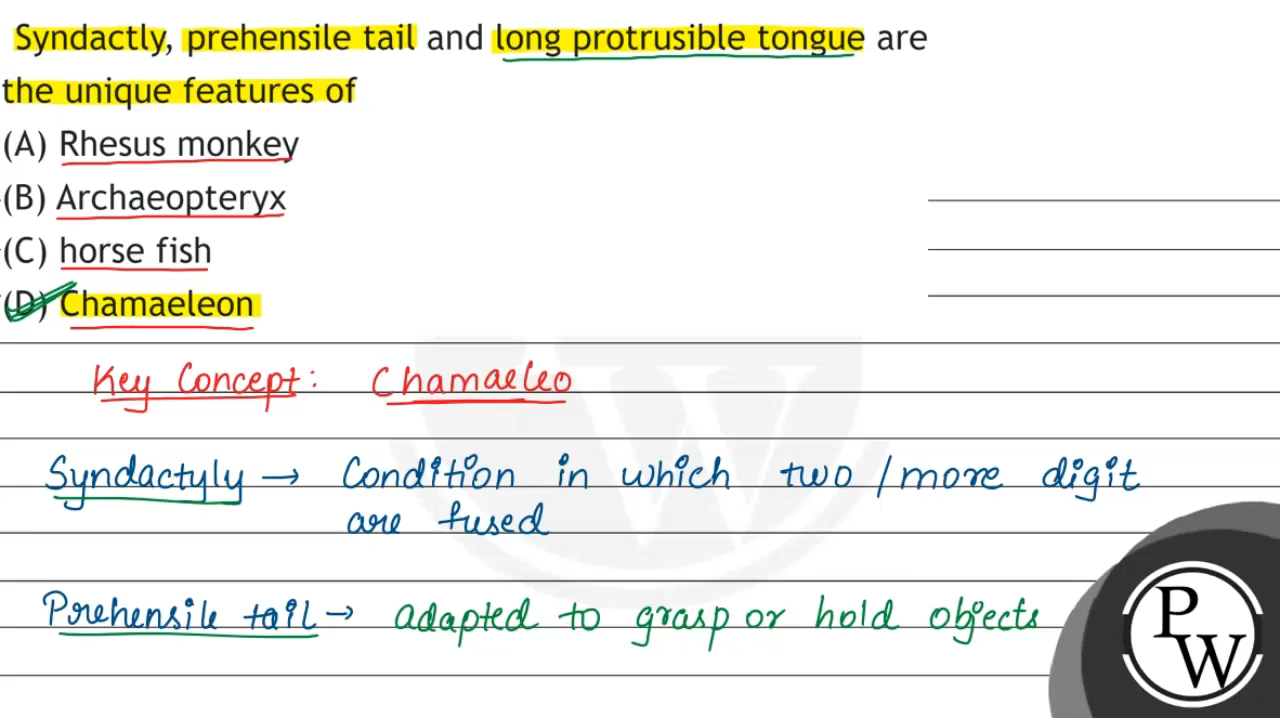 Syndactly, prehensile tail and long protrusible tongue are
the unique features of
(A) Rhesus monkey
(B) Archaeopteryx
(C) horse fish
(D) Chamaeleon
Key Concept: Chamaeleo
Syndactyly → Condition in which two / more digit
are fused
Prehensile tail → adapted to grasp or hold objects
P
W